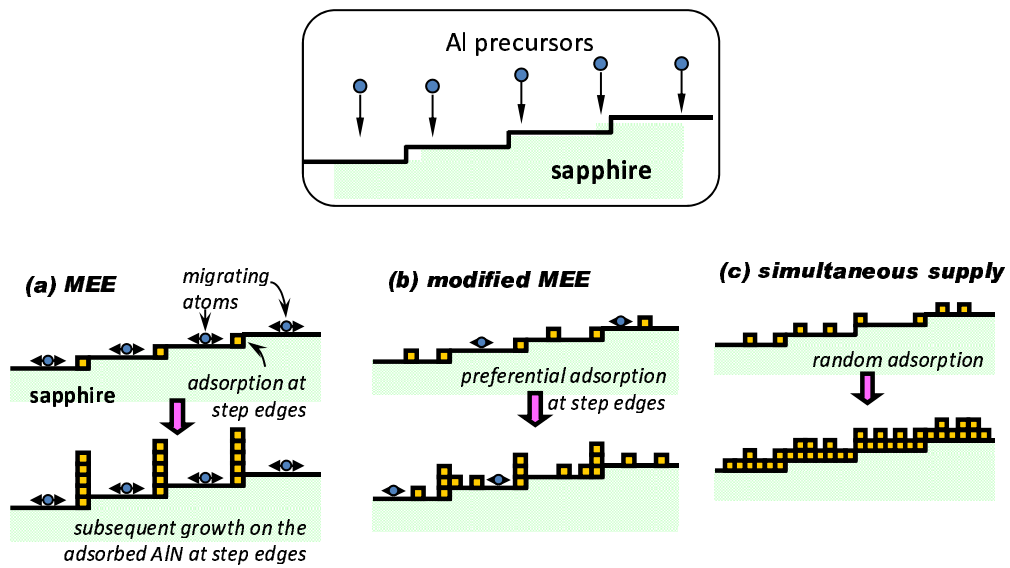 Al precursors
sapphire
(a) MEE
migrating
atoms
sapphire
adsorption at
step edges
subsequent growth on the
adsorbed AlN at step edges
(b) modified MEE
preferential adsorption
at step edges
(c) simultaneous supply
random adsorption